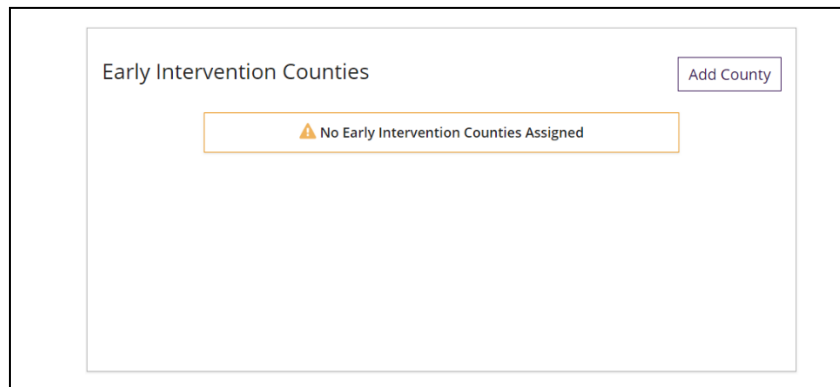 Early Intervention Counties
Add County
No Early Intervention Counties Assigned